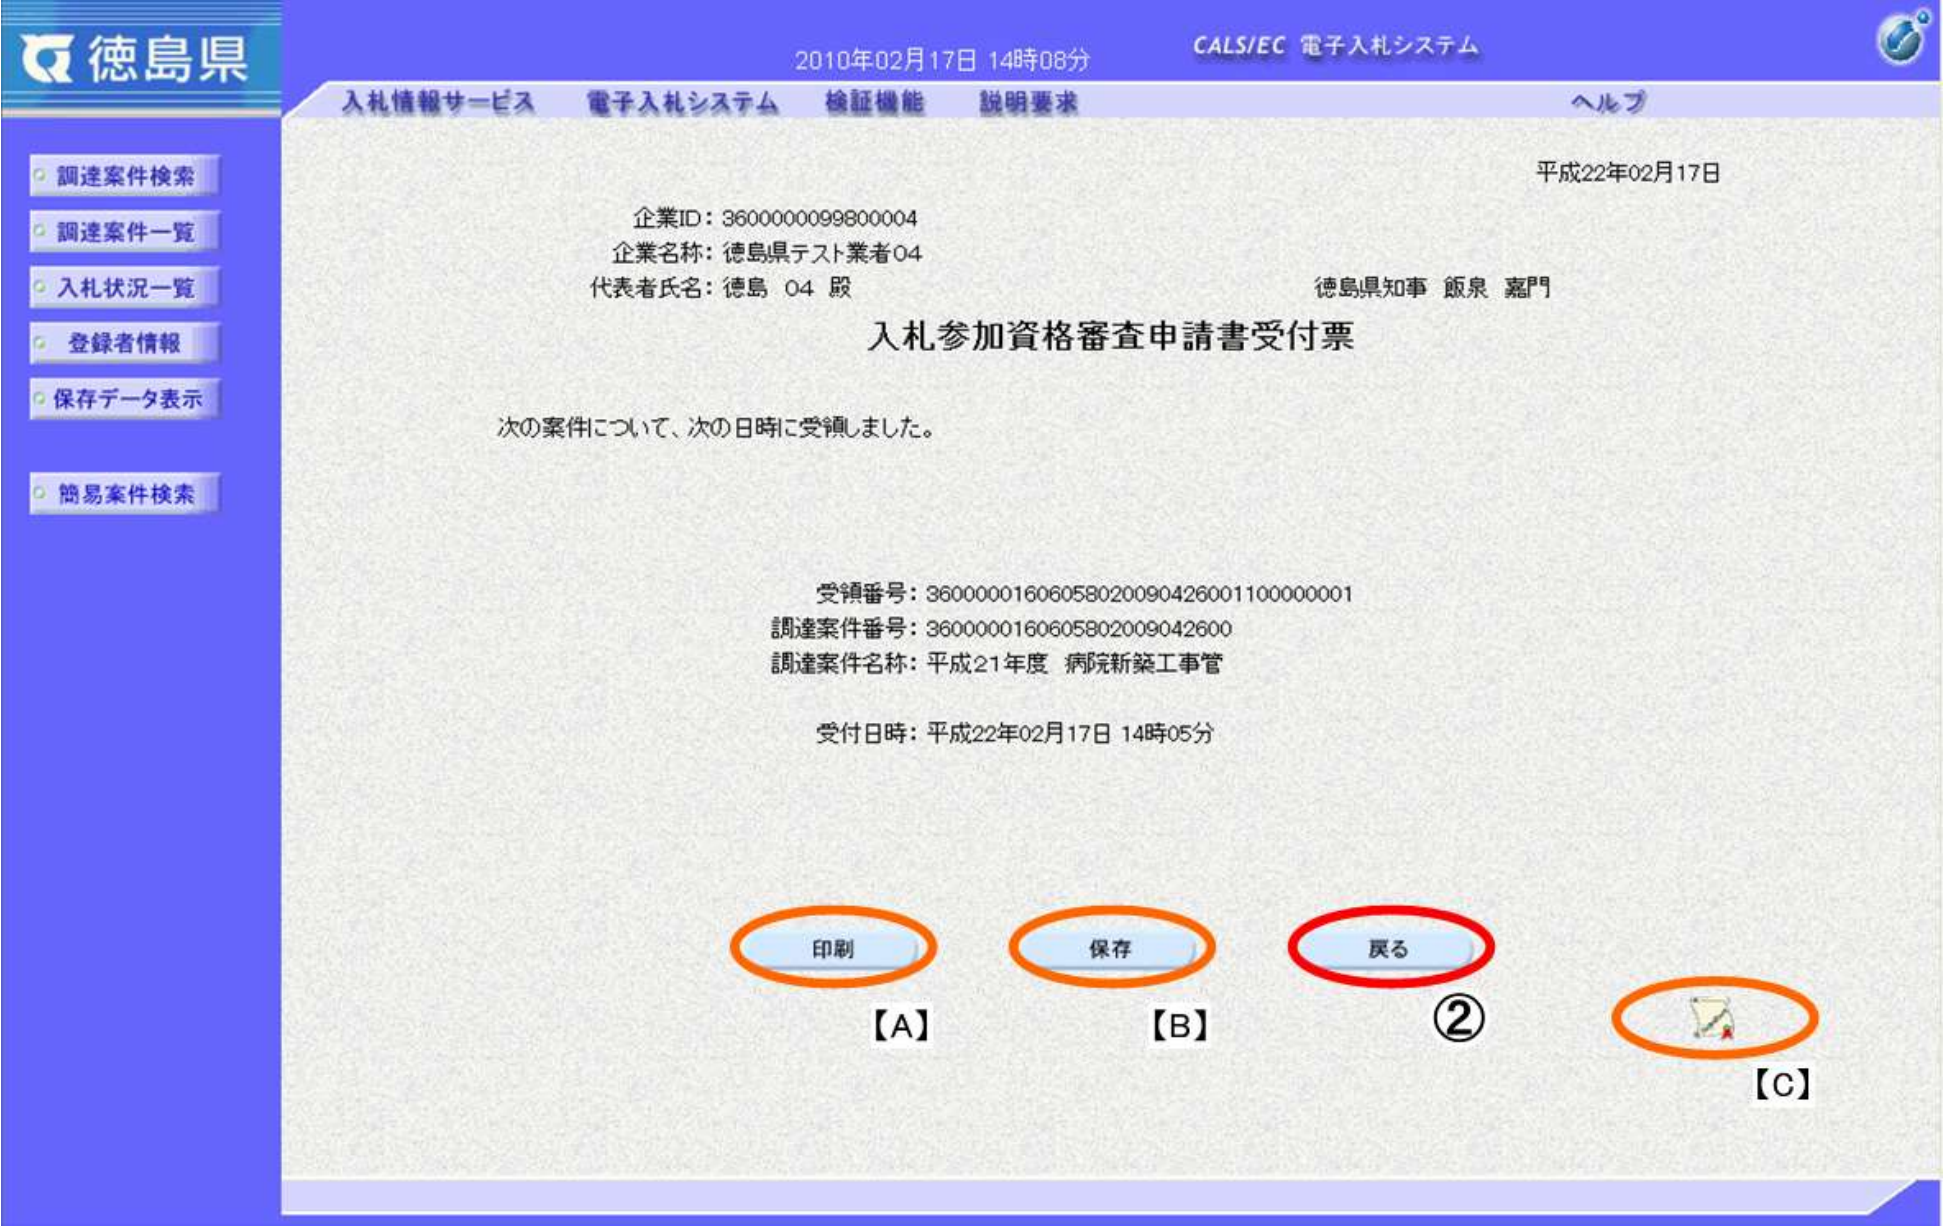 徳島県
2010年02月17日 14時08分
CALS/EC 電子入札システム
入札情報サービス 電子入札システム 検証機能 説明要求 ヘルプ
調達案件検索
調達案件一覧
入札状況一覧
登録者情報
保存データ表示
簡易案件検索
平成22年02月17日
企業ID：3600000099800004
企業名称：徳島県テスト業者04
代表者氏名：徳島 04 殿
徳島県知事 飯泉 嘉門
入札参加資格審査申請書受付票
次の案件について、次の日時に受領しました。
受領番号：36000001606058020090426001100000001
調達案件番号：360000016060580200904​2600
調達案件名称：平成21年度 病院新築工事管
受付日時：平成22年02月17日 14時05分
印刷 保存 戻る
【A】 【B】 ②
【C】